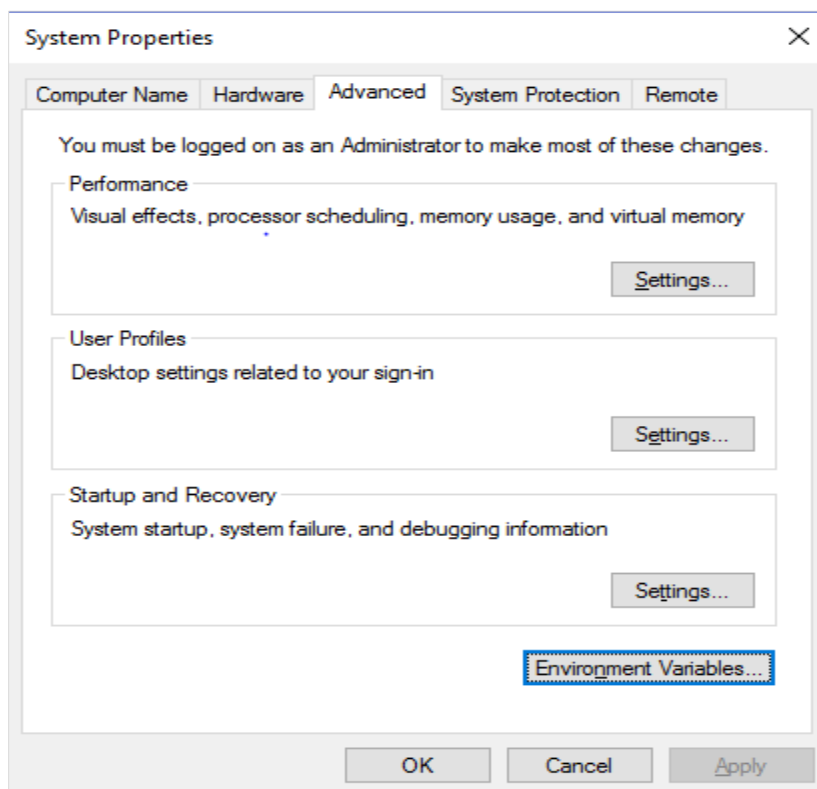 System Properties
Computer Name Hardware Advanced System Protection Remote
You must be logged on as an Administrator to make most of these changes.
Performance
Visual effects, processor scheduling, memory usage, and virtual memory
Settings...
User Profiles
Desktop settings related to your sign-in
Settings...
Startup and Recovery
System startup, system failure, and debugging information
Settings...
Environment Variables...
OK Cancel Apply